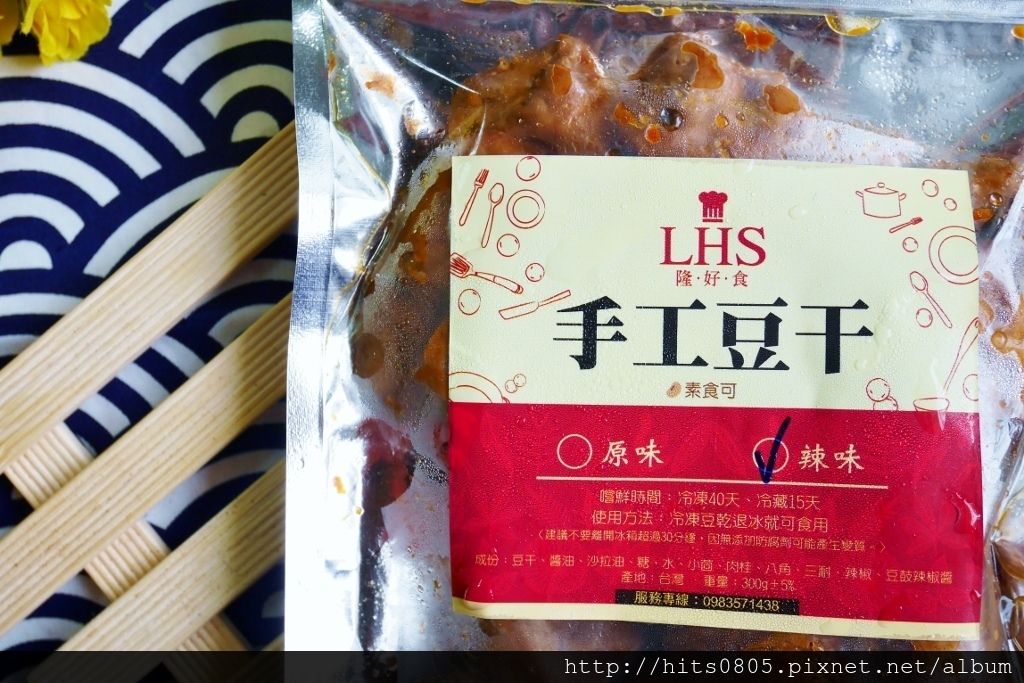 LHS
隆·好·食
手工豆干
素食可
原味 辣味
嚐鮮時間：冷凍40天、冷藏15天
使用方法：冷凍豆乾退冰就可食用
〈建議不要離開冰箱超過30分鐘，因無添加防腐劑可能產生變質。〉
成份：豆干、醬油、沙拉油、糖、水、小茴、肉桂、八角、三耐、辣椒、豆鼓辣椒醬
產地：台灣 重量：300g±5%
服務專線：0983571438
http://hits0805.pixnet.net/album